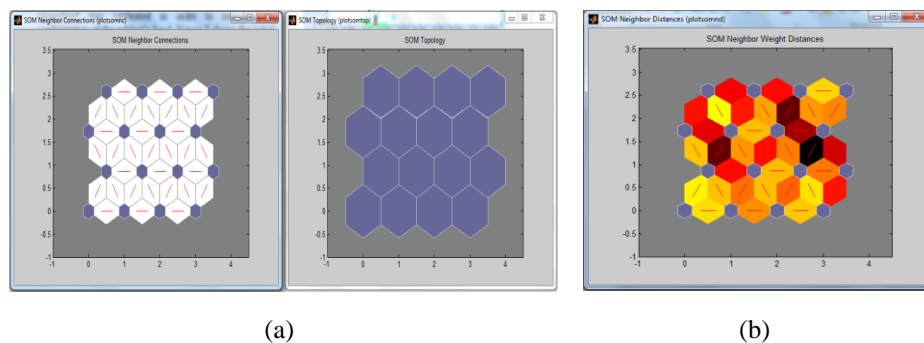 SOM Neighbor Connections (plotsomnc)
SOM Neighbor Connections
3.5
3
2.5
2
1.5
1
0.5
0
-0.5
-1
-1 0 1 2 3 4
SOM Topology (plotsomtop)
SOM Topology
3.5
3
2.5
2
1.5
1
0.5
0
-0.5
-1
-1 0 1 2 3 4
(a)
SOM Neighbor Distances (plotsomnd)
SOM Neighbor Weight Distances
3.5
3
2.5
2
1.5
1
0.5
0
-0.5
-1
-1 0 1 2 3 4
(b)